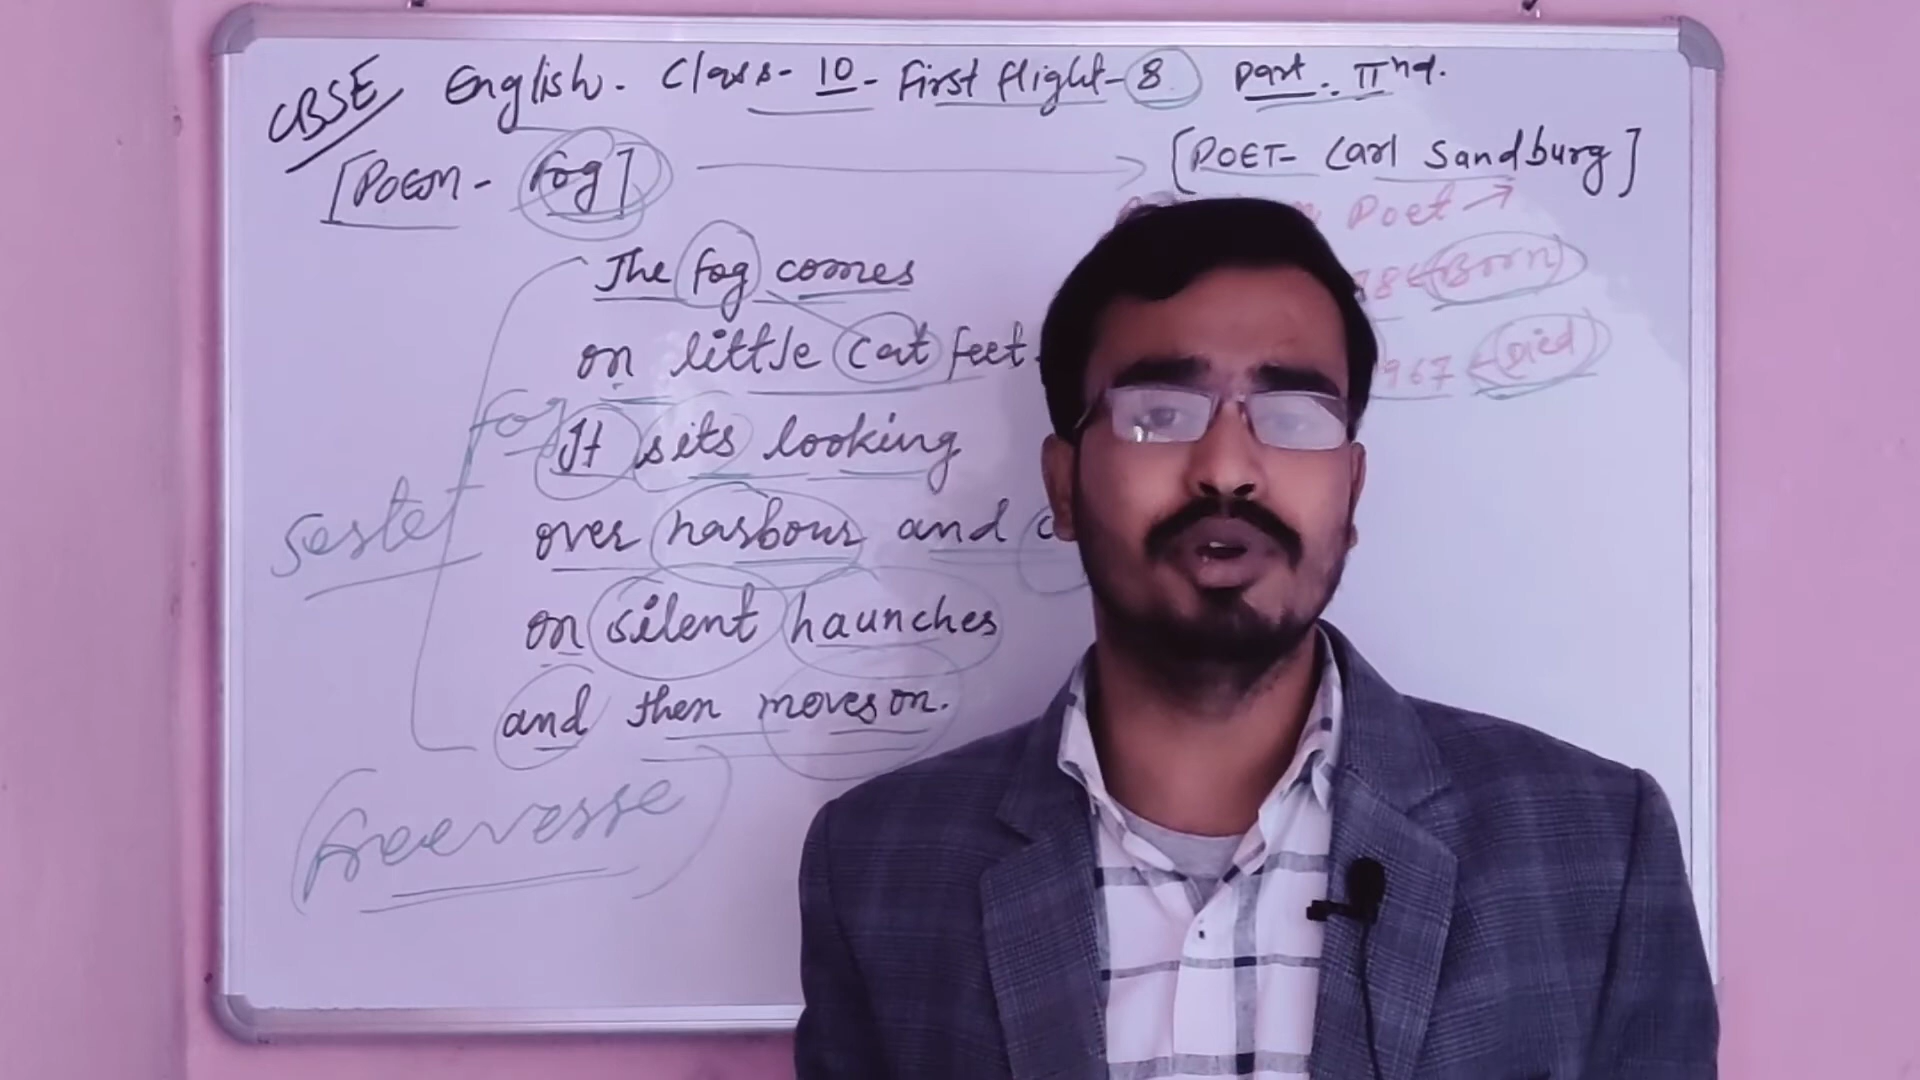 CBSE English. Class-10- First flight-8 Part. IInd.
[POEM- Fog] [POET- Carl Sandburg]
Poet
The fog comes
Born
on little cat feet.
967 Died
fog
It sits looking
over harbour and
on silent haunches
and then moves on.
freeverse